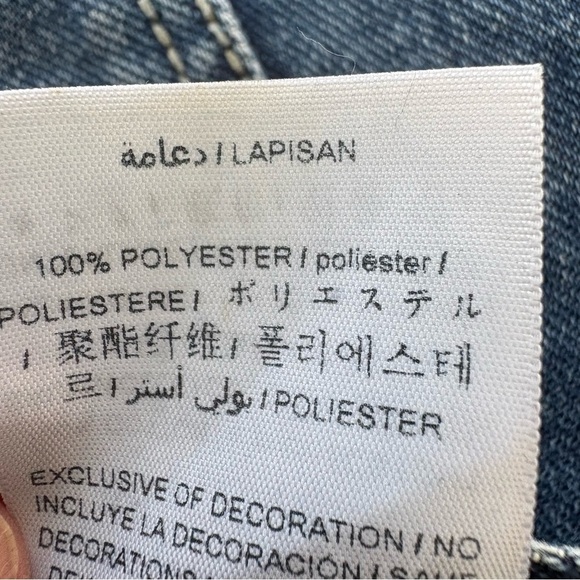 دعامة / LAPISAN
100% POLYESTER / poliéster /
POLIESTERE / ポリエステル
/ 聚酯纤维 / 폴리에스테
르 / بولي أستر / POLIESTER
EXCLUSIVE OF DECORATION / NO
INCLUYE LA DECORACIÓN / SAUF
DECORATIONS /